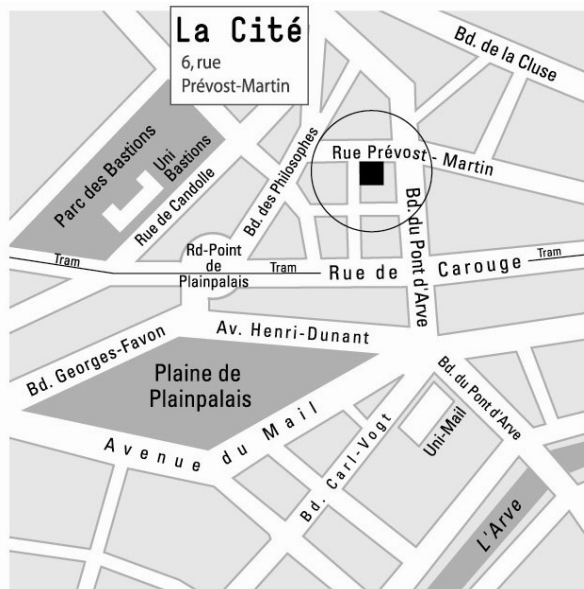 La Cité
6, rue
Prévost-Martin
Bd. de la Cluse
Parc des Bastions
Uni
Bastions
Rue de Candolle
Bd. des Philosophes
Rue Prévost - Martin
Bd. du Pont d'Arve
Rd-Point
de
Plainpalais
Tram
Tram
Rue de Carouge
Tram
Bd. Georges-Favon
Av. Henri-Dunant
Plaine de
Plainpalais
Avenue du Mail
Bd. Carl-Vogt
Uni-Mail
Bd. du Pont d'Arve
L'Arve